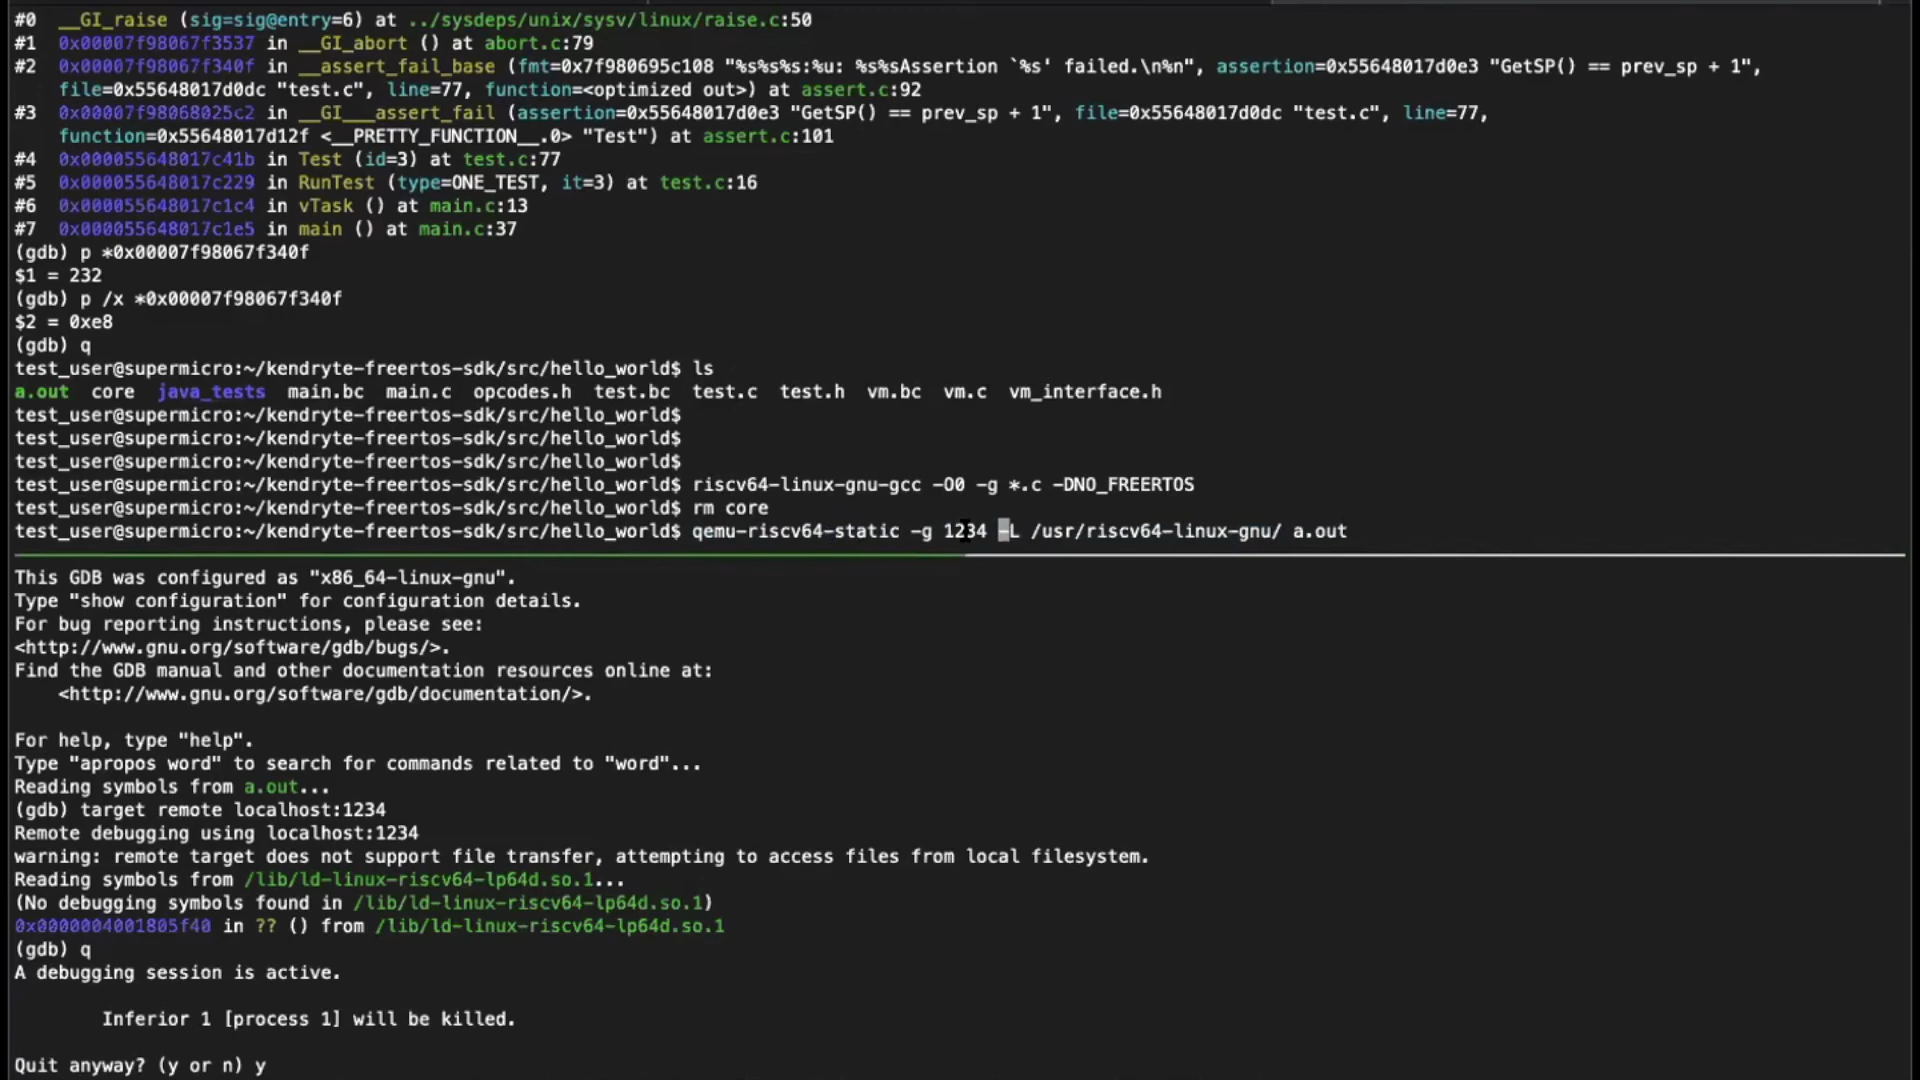 #0  __GI_raise (sig=sig@entry=6) at ../sysdeps/unix/sysv/linux/raise.c:50
#1  0x00007f98067f3537 in __GI_abort () at abort.c:79
#2  0x00007f98067f340f in __assert_fail_base (fmt=0x7f980695c108 "%s%s%s:%u: %s%sAssertion `%s' failed.\n%n", assertion=0x55648017d0e3 "GetSP() == prev_sp + 1",
    file=0x55648017d0dc "test.c", line=77, function=<optimized out>) at assert.c:92
#3  0x00007f98068025c2 in __GI___assert_fail (assertion=0x55648017d0e3 "GetSP() == prev_sp + 1", file=0x55648017d0dc "test.c", line=77,
    function=0x55648017d12f <__PRETTY_FUNCTION__.0> "Test") at assert.c:101
#4  0x000055648017c41b in Test (id=3) at test.c:77
#5  0x000055648017c229 in RunTest (type=ONE_TEST, it=3) at test.c:16
#6  0x000055648017c1c4 in vTask () at main.c:13
#7  0x000055648017c1e5 in main () at main.c:37
(gdb) p *0x00007f98067f340f
$1 = 232
(gdb) p /x *0x00007f98067f340f
$2 = 0xe8
(gdb) q
test_user@supermicro:~/kendryte-freertos-sdk/src/hello_world$ ls
a.out  core  java_tests  main.bc  main.c  opcodes.h  test.bc  test.c  test.h  vm.bc  vm.c  vm_interface.h
test_user@supermicro:~/kendryte-freertos-sdk/src/hello_world$
test_user@supermicro:~/kendryte-freertos-sdk/src/hello_world$
test_user@supermicro:~/kendryte-freertos-sdk/src/hello_world$
test_user@supermicro:~/kendryte-freertos-sdk/src/hello_world$ riscv64-linux-gnu-gcc -O0 -g *.c -DNO_FREERTOS
test_user@supermicro:~/kendryte-freertos-sdk/src/hello_world$ rm core
test_user@supermicro:~/kendryte-freertos-sdk/src/hello_world$ qemu-riscv64-static -g 1234 -L /usr/riscv64-linux-gnu/ a.out
This GDB was configured as "x86_64-linux-gnu".
Type "show configuration" for configuration details.
For bug reporting instructions, please see:
<http://www.gnu.org/software/gdb/bugs/>.
Find the GDB manual and other documentation resources online at:
    <http://www.gnu.org/software/gdb/documentation/>.
For help, type "help".
Type "apropos word" to search for commands related to "word"...
Reading symbols from a.out...
(gdb) target remote localhost:1234
Remote debugging using localhost:1234
warning: remote target does not support file transfer, attempting to access files from local filesystem.
Reading symbols from /lib/ld-linux-riscv64-lp64d.so.1...
(No debugging symbols found in /lib/ld-linux-riscv64-lp64d.so.1)
0x0000004001805f40 in ?? () from /lib/ld-linux-riscv64-lp64d.so.1
(gdb) q
A debugging session is active.
        Inferior 1 [process 1] will be killed.
Quit anyway? (y or n) y